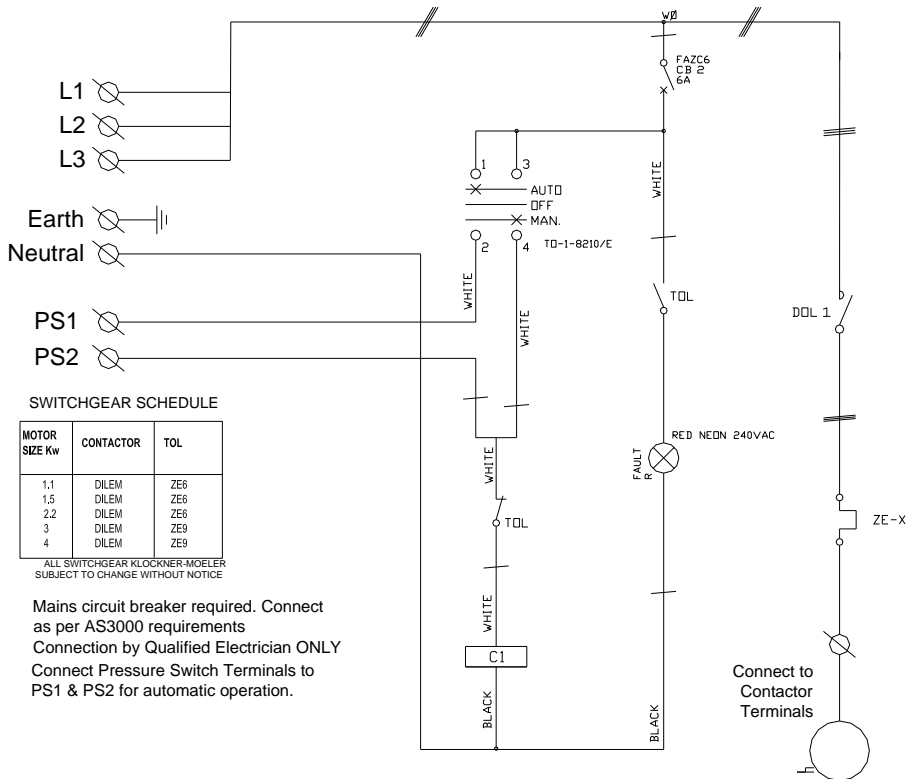 WØ
FAZC6
CB 2
6A
L1
L2
L3
Earth
Neutral
PS1
PS2
1
3
AUTO
OFF
MAN.
2
4
TO-1-8210/E
WHITE
WHITE
WHITE
TOL
DOL 1
SWITCHGEAR SCHEDULE
MOTOR SIZE Kw CONTACTOR TOL
1.1 DILEM ZE6
1.5 DILEM ZE6
2.2 DILEM ZE6
3 DILEM ZE9
4 DILEM ZE9
ALL SWITCHGEAR KLOCKNER-MOELER
SUBJECT TO CHANGE WITHOUT NOTICE
RED NEON 240VAC
FAULT
R
WHITE
TOL
ZE-X
WHITE
C1
BLACK
BLACK
Mains circuit breaker required. Connect
as per AS3000 requirements
Connection by Qualified Electrician ONLY
Connect Pressure Switch Terminals to
PS1 & PS2 for automatic operation.
Connect to
Contactor
Terminals